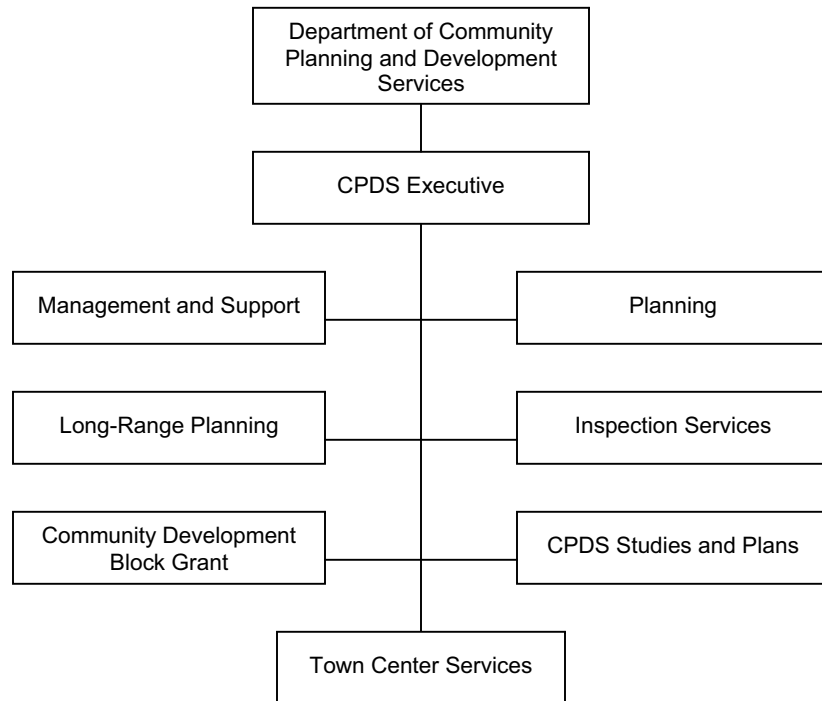 Department of Community
Planning and Development
Services
CPDS Executive
Management and Support
Planning
Long-Range Planning
Inspection Services
Community Development
Block Grant
CPDS Studies and Plans
Town Center Services